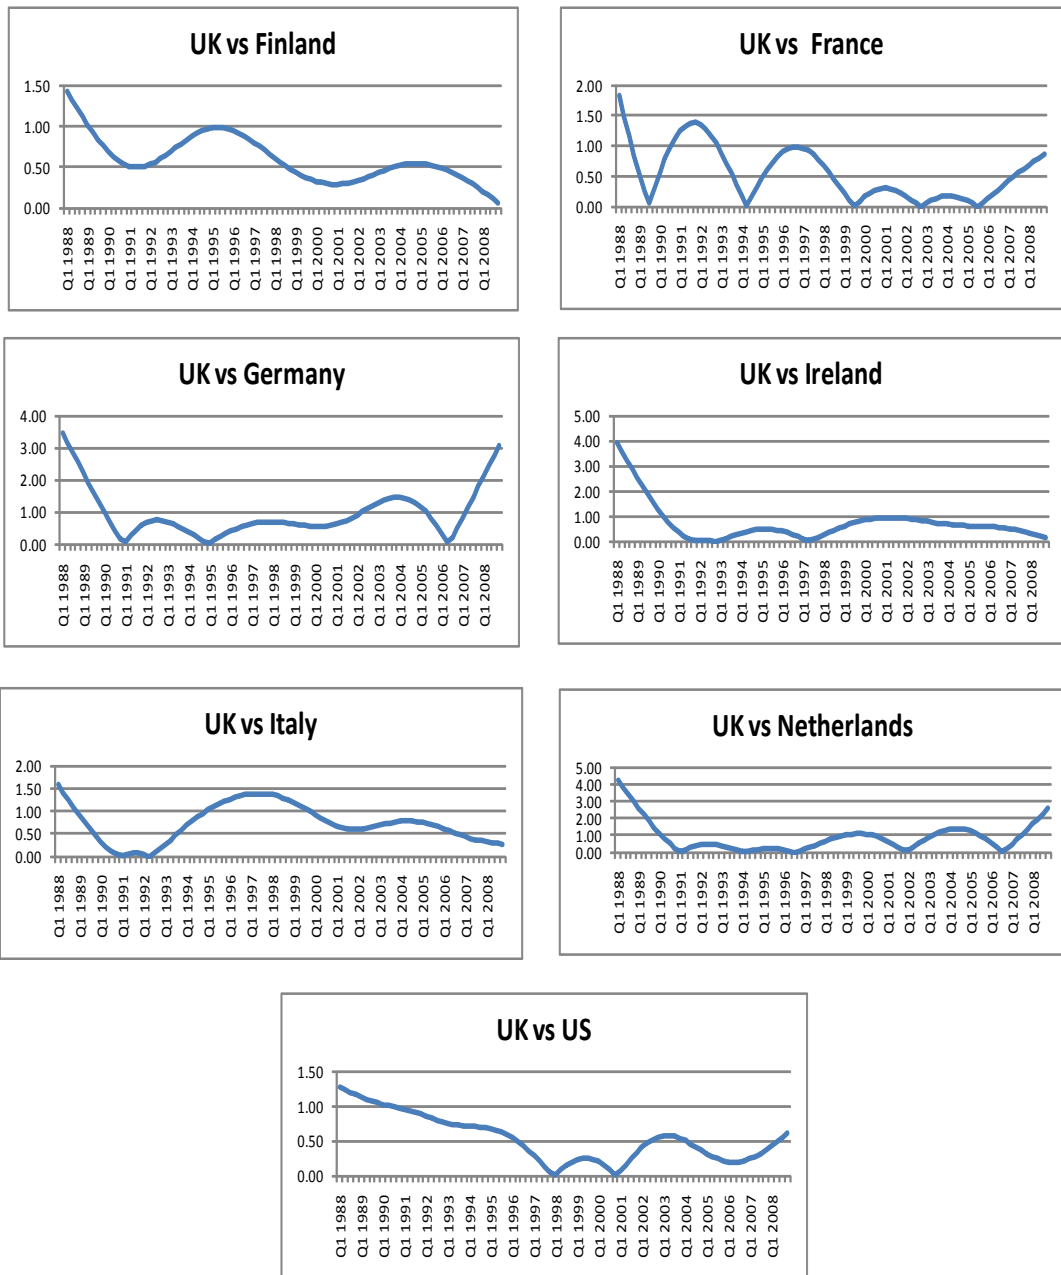 UK vs Finland
1.50
1.00
0.50
0.00
Q1 1988
Q1 1989
Q1 1990
Q1 1991
Q1 1992
Q1 1993
Q1 1994
Q1 1995
Q1 1996
Q1 1997
Q1 1998
Q1 1999
Q1 2000
Q1 2001
Q1 2002
Q1 2003
Q1 2004
Q1 2005
Q1 2006
Q1 2007
Q1 2008
UK vs France
2.00
1.50
1.00
0.50
0.00
Q1 1988
Q1 1989
Q1 1990
Q1 1991
Q1 1992
Q1 1993
Q1 1994
Q1 1995
Q1 1996
Q1 1997
Q1 1998
Q1 1999
Q1 2000
Q1 2001
Q1 2002
Q1 2003
Q1 2004
Q1 2005
Q1 2006
Q1 2007
Q1 2008
UK vs Germany
4.00
3.00
2.00
1.00
0.00
Q1 1988
Q1 1989
Q1 1990
Q1 1991
Q1 1992
Q1 1993
Q1 1994
Q1 1995
Q1 1996
Q1 1997
Q1 1998
Q1 1999
Q1 2000
Q1 2001
Q1 2002
Q1 2003
Q1 2004
Q1 2005
Q1 2006
Q1 2007
Q1 2008
UK vs Ireland
5.00
4.00
3.00
2.00
1.00
0.00
Q1 1988
Q1 1989
Q1 1990
Q1 1991
Q1 1992
Q1 1993
Q1 1994
Q1 1995
Q1 1996
Q1 1997
Q1 1998
Q1 1999
Q1 2000
Q1 2001
Q1 2002
Q1 2003
Q1 2004
Q1 2005
Q1 2006
Q1 2007
Q1 2008
UK vs Italy
2.00
1.50
1.00
0.50
0.00
Q1 1988
Q1 1989
Q1 1990
Q1 1991
Q1 1992
Q1 1993
Q1 1994
Q1 1995
Q1 1996
Q1 1997
Q1 1998
Q1 1999
Q1 2000
Q1 2001
Q1 2002
Q1 2003
Q1 2004
Q1 2005
Q1 2006
Q1 2007
Q1 2008
UK vs Netherlands
5.00
4.00
3.00
2.00
1.00
0.00
Q1 1988
Q1 1989
Q1 1990
Q1 1991
Q1 1992
Q1 1993
Q1 1994
Q1 1995
Q1 1996
Q1 1997
Q1 1998
Q1 1999
Q1 2000
Q1 2001
Q1 2002
Q1 2003
Q1 2004
Q1 2005
Q1 2006
Q1 2007
Q1 2008
UK vs US
1.50
1.00
0.50
0.00
Q1 1988
Q1 1989
Q1 1990
Q1 1991
Q1 1992
Q1 1993
Q1 1994
Q1 1995
Q1 1996
Q1 1997
Q1 1998
Q1 1999
Q1 2000
Q1 2001
Q1 2002
Q1 2003
Q1 2004
Q1 2005
Q1 2006
Q1 2007
Q1 2008